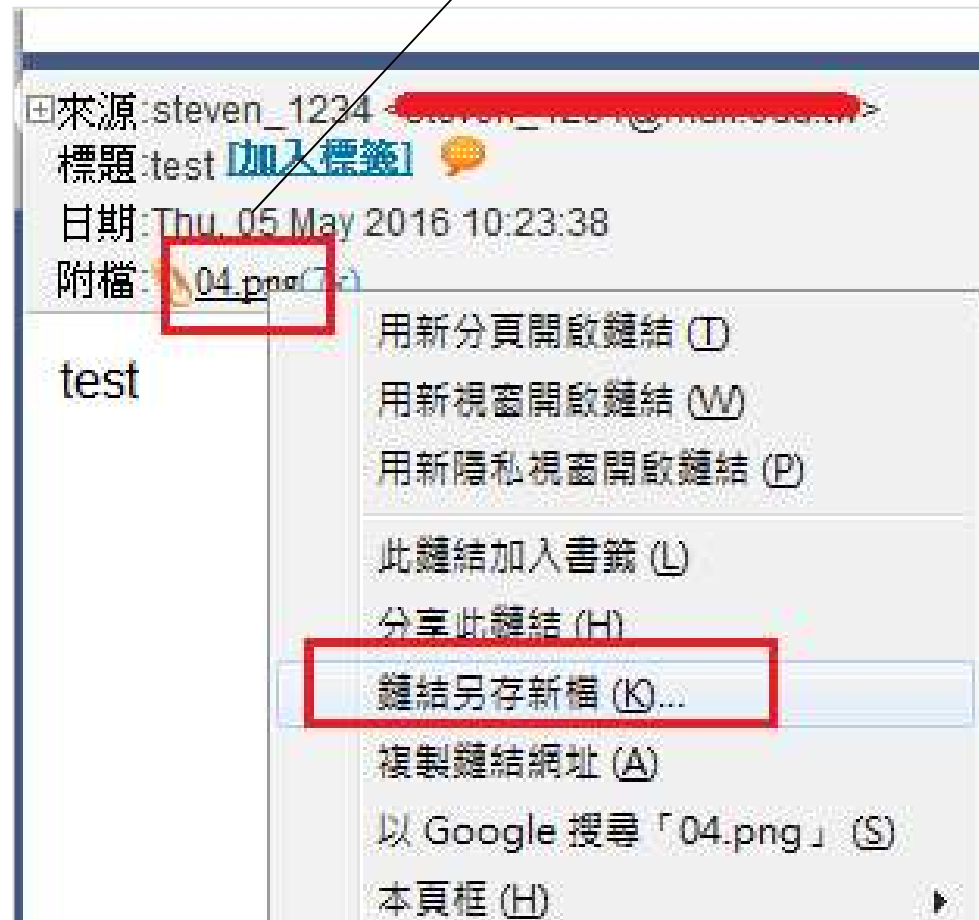 來源:steven_1234 < >
標題:test [加入標籤]
日期:Thu, 05 May 2016 10:23:38
附檔: 04.png
test
用新分頁開啟鏈結 (T)
用新視窗開啟鏈結 (W)
用新隱私視窗開啟鏈結 (P)
此鏈結加入書籤 (L)
分享此鏈結 (H)
鏈結另存新檔 (K)...
複製鏈結網址 (A)
以 Google 搜尋「04.png」 (S)
本頁框 (H)